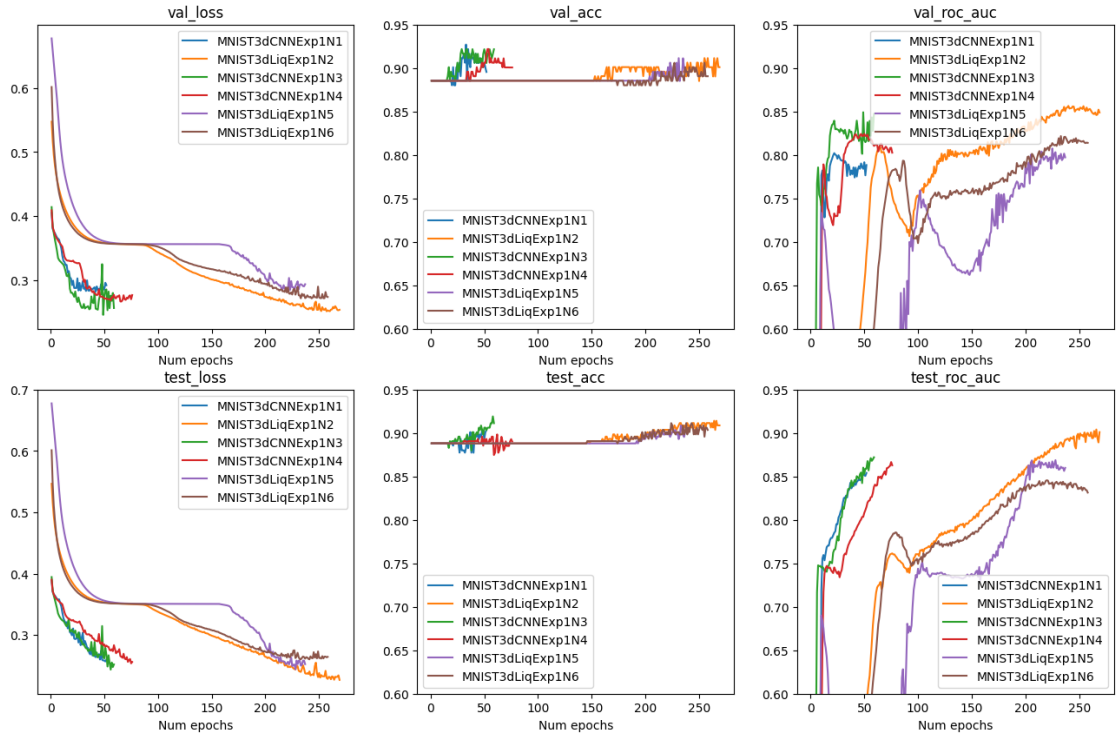 val_loss
0.6
0.5
0.4
0.3
0
50
100
150
200
250
Num epochs
MNIST3dCNNExp1N1
MNIST3dLiqExp1N2
MNIST3dCNNExp1N3
MNIST3dCNNExp1N4
MNIST3dLiqExp1N5
MNIST3dLiqExp1N6
val_acc
0.95
0.90
0.85
0.80
0.75
0.70
0.65
0.60
0
50
100
150
200
250
Num epochs
MNIST3dCNNExp1N1
MNIST3dLiqExp1N2
MNIST3dCNNExp1N3
MNIST3dCNNExp1N4
MNIST3dLiqExp1N5
MNIST3dLiqExp1N6
val_roc_auc
0.95
0.90
0.85
0.80
0.75
0.70
0.65
0.60
0
50
100
150
200
250
Num epochs
MNIST3dCNNExp1N1
MNIST3dLiqExp1N2
MNIST3dCNNExp1N3
MNIST3dCNNExp1N4
MNIST3dLiqExp1N5
MNIST3dLiqExp1N6
test_loss
0.7
0.6
0.5
0.4
0.3
0
50
100
150
200
250
Num epochs
MNIST3dCNNExp1N1
MNIST3dLiqExp1N2
MNIST3dCNNExp1N3
MNIST3dCNNExp1N4
MNIST3dLiqExp1N5
MNIST3dLiqExp1N6
test_acc
0.95
0.90
0.85
0.80
0.75
0.70
0.65
0.60
0
50
100
150
200
250
Num epochs
MNIST3dCNNExp1N1
MNIST3dLiqExp1N2
MNIST3dCNNExp1N3
MNIST3dCNNExp1N4
MNIST3dLiqExp1N5
MNIST3dLiqExp1N6
test_roc_auc
0.95
0.90
0.85
0.80
0.75
0.70
0.65
0.60
0
50
100
150
200
250
Num epochs
MNIST3dCNNExp1N1
MNIST3dLiqExp1N2
MNIST3dCNNExp1N3
MNIST3dCNNExp1N4
MNIST3dLiqExp1N5
MNIST3dLiqExp1N6